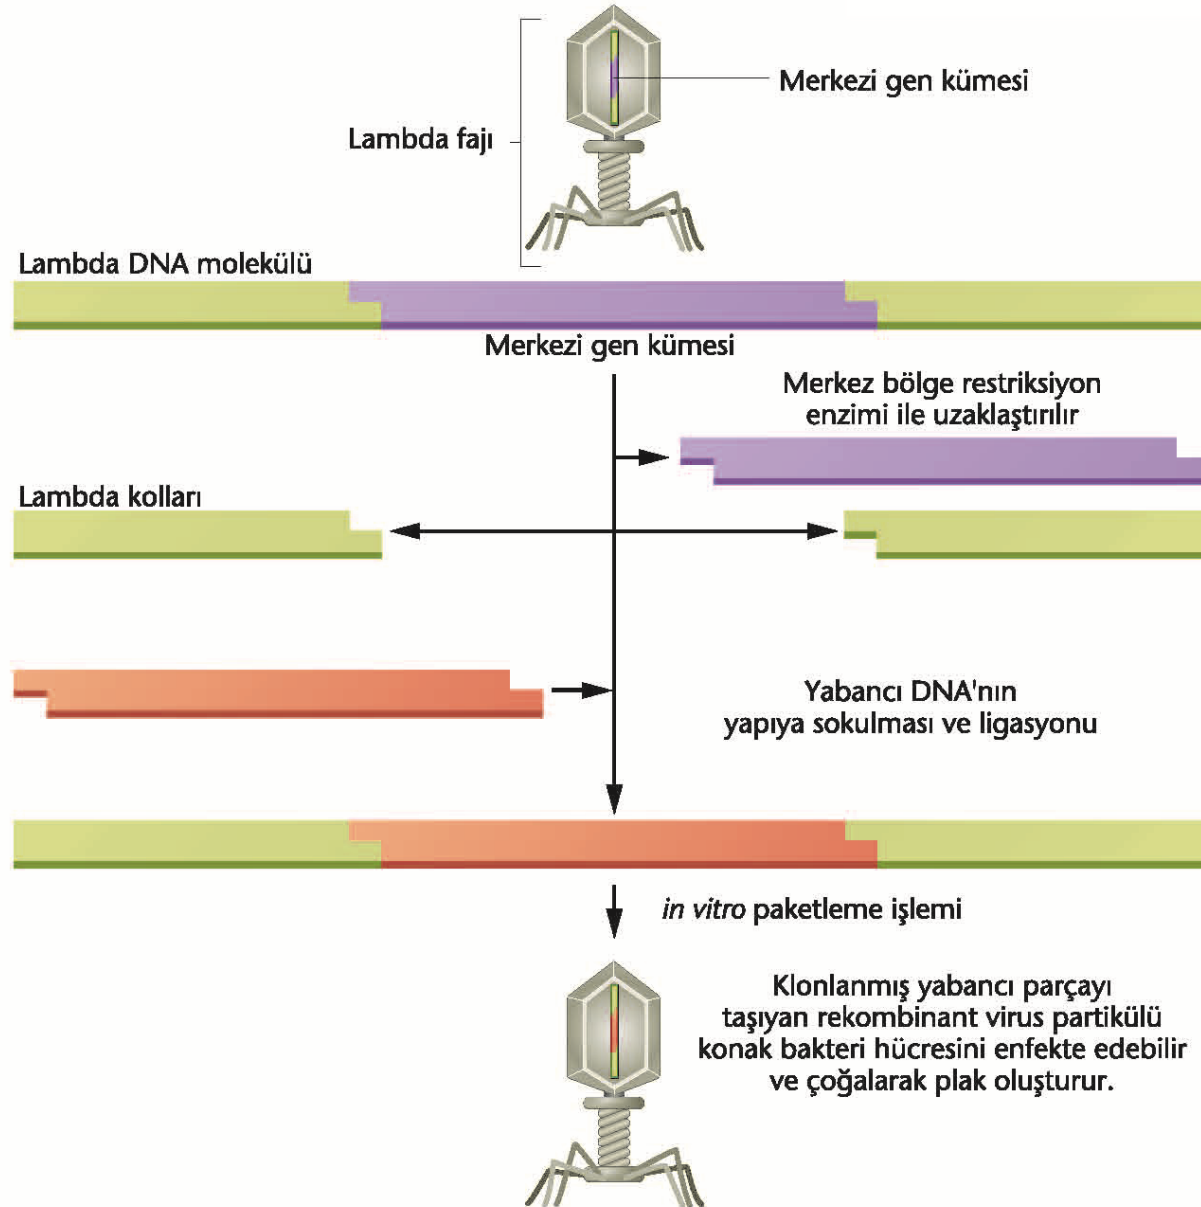 Merkezi gen kümesi
Lambda fajı
Lambda DNA molekülü
Merkezi gen kümesi
Merkez bölge restriksiyon
enzimi ile uzaklaştırılır
Lambda kolları
Yabancı DNA'nın
yapıya sokulması ve ligasyonu
in vitro paketleme işlemi
Klonlanmış yabancı parçayı
taşıyan rekombinant virus partikülü
konak bakteri hücresini enfekte edebilir
ve çoğalarak plak oluşturur.